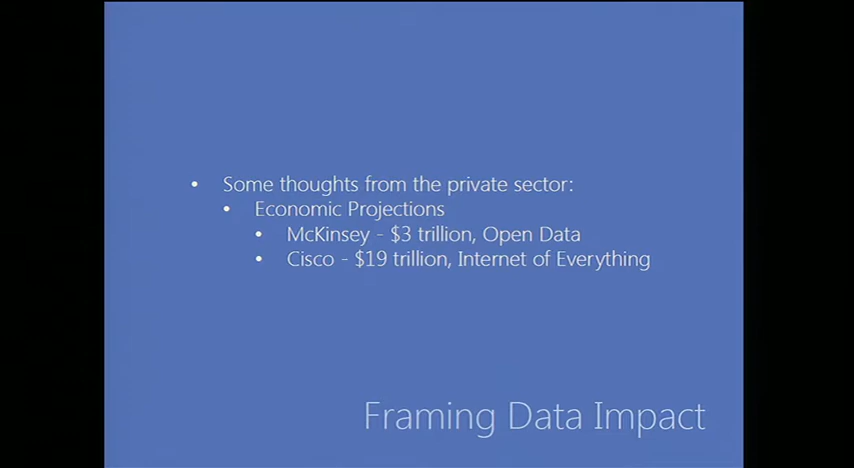 • Some thoughts from the private sector:
• Economic Projections
• McKinsey - $3 trillion, Open Data
• Cisco - $19 trillion, Internet of Everything
Framing Data Impact